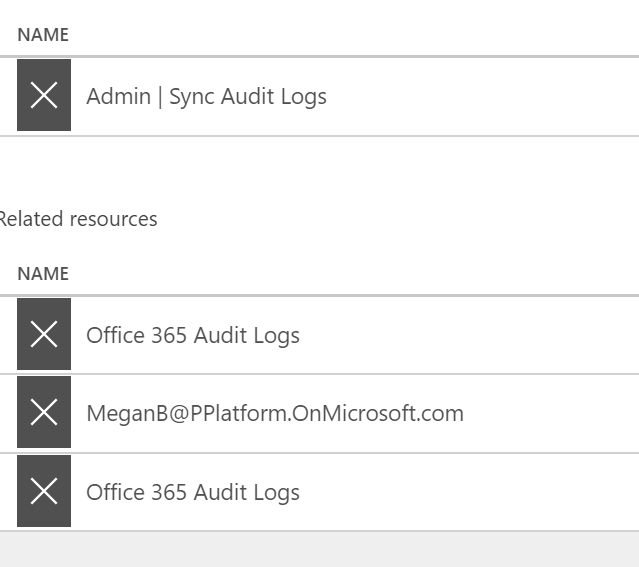 NAME
Admin | Sync Audit Logs
Related resources
NAME
Office 365 Audit Logs
MeganB@PPlatform.OnMicrosoft.com
Office 365 Audit Logs